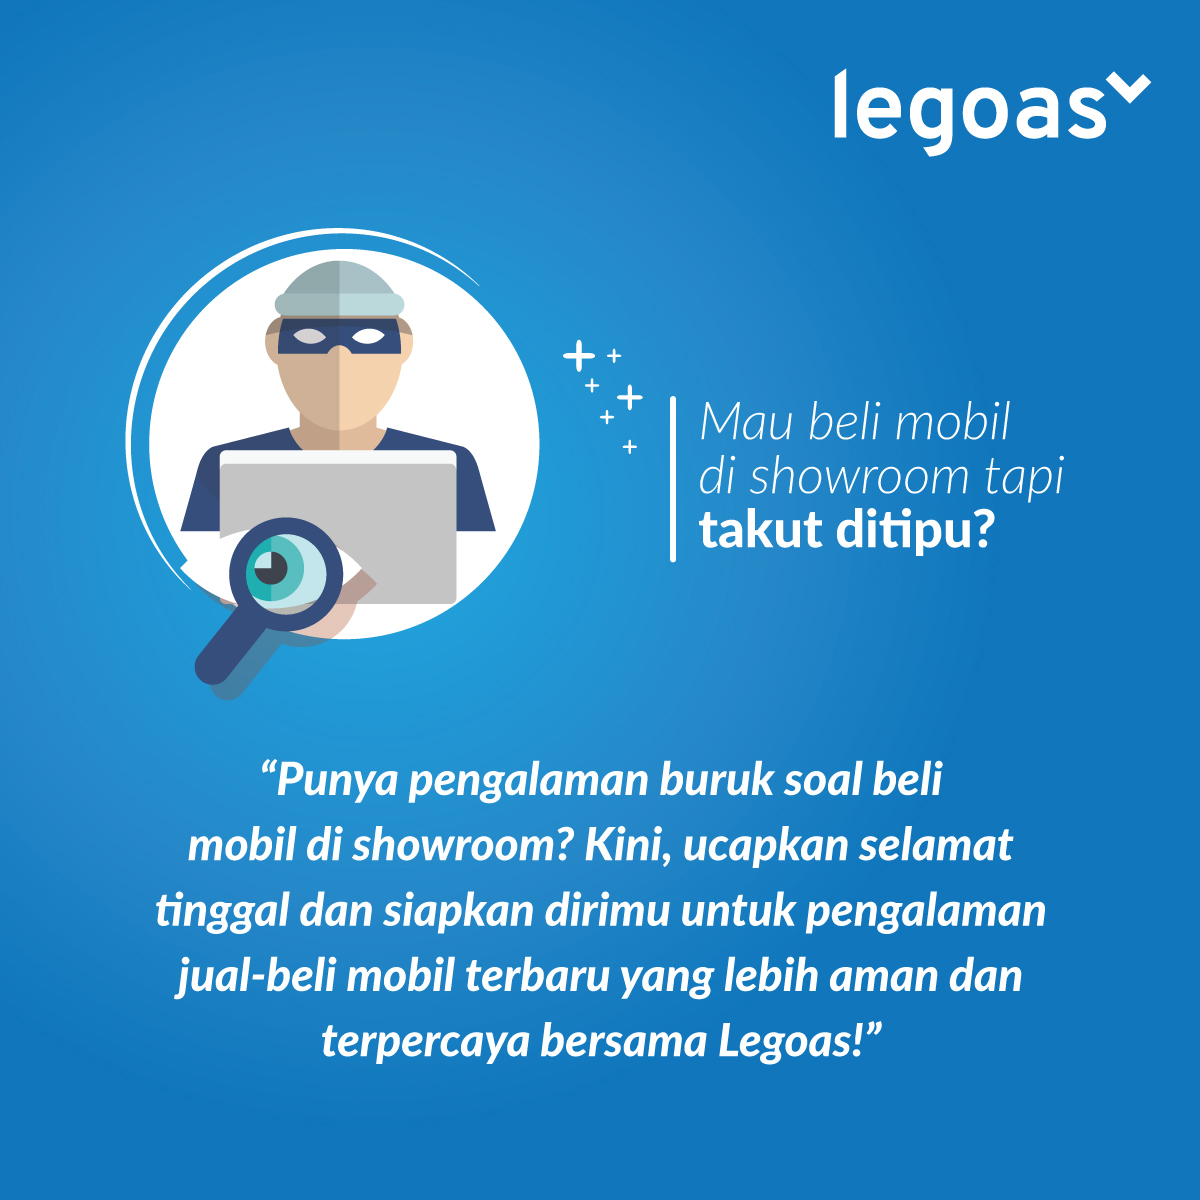 legoas
Mau beli mobil
di showroom tapi
takut ditipu?
“Punya pengalaman buruk soal beli
mobil di showroom? Kini, ucapkan selamat
tinggal dan siapkan dirimu untuk pengalaman
jual-beli mobil terbaru yang lebih aman dan
terpercaya bersama Legoas!”